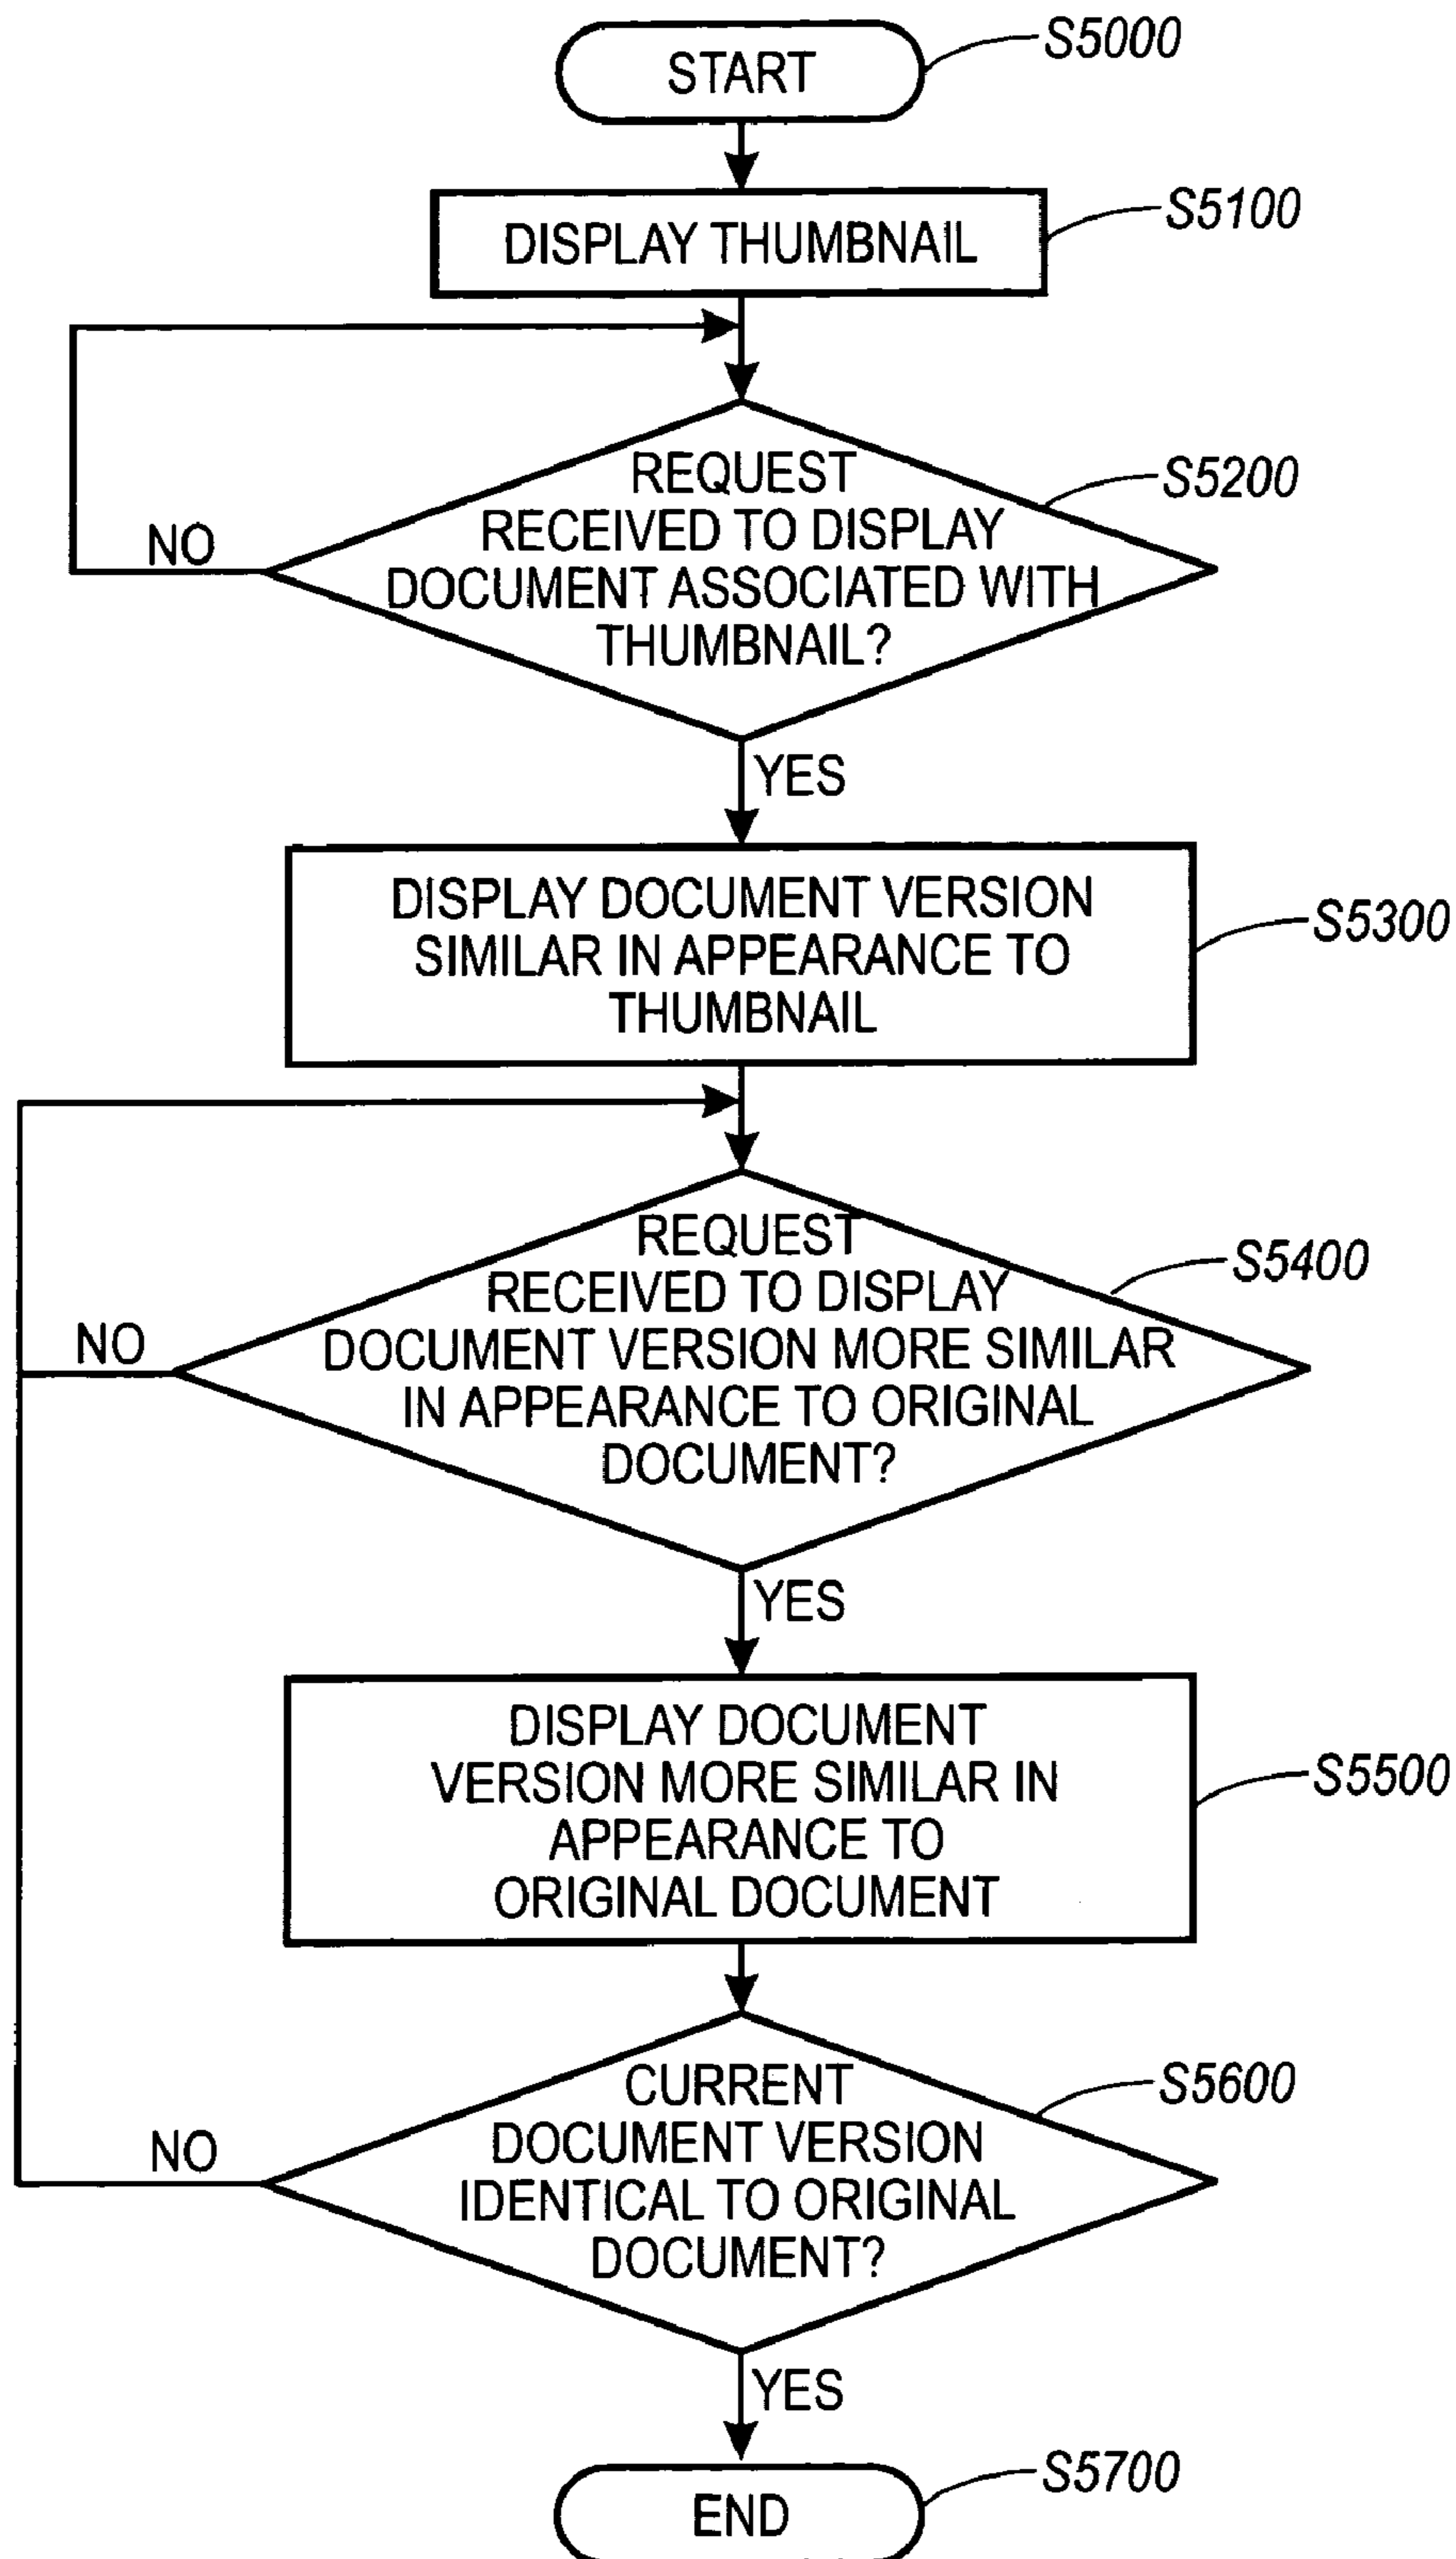 START
S5000
DISPLAY THUMBNAIL
S5100
REQUEST
RECEIVED TO DISPLAY
DOCUMENT ASSOCIATED WITH
THUMBNAIL?
S5200
NO
YES
DISPLAY DOCUMENT VERSION
SIMILAR IN APPEARANCE TO
THUMBNAIL
S5300
REQUEST
RECEIVED TO DISPLAY
DOCUMENT VERSION MORE SIMILAR
IN APPEARANCE TO ORIGINAL
DOCUMENT?
S5400
NO
YES
DISPLAY DOCUMENT
VERSION MORE SIMILAR IN
APPEARANCE TO
ORIGINAL DOCUMENT
S5500
CURRENT
DOCUMENT VERSION
IDENTICAL TO ORIGINAL
DOCUMENT?
S5600
NO
YES
END
S5700